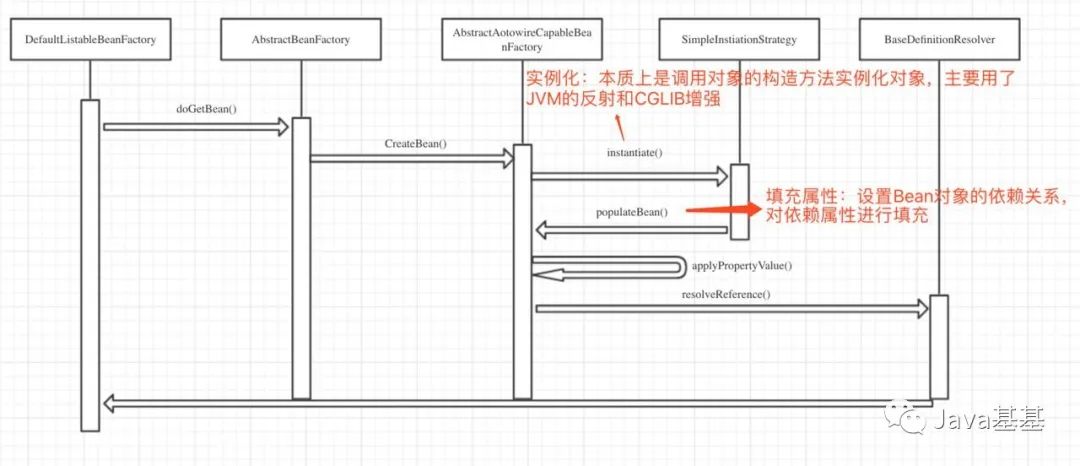 DefaultListableBeanFactory
AbstractBeanFactory
AbstractAotowireCapableBea
nFactory
SimpleInstiationStrategy
BaseDefinitionResolver
实例化：本质上是调用对象的构造方法实例化对象，主要用了
JVM的反射和CGLIB增强
doGetBean()
CreateBean()
instantiate()
填充属性：设置Bean对象的依赖关系，
对依赖属性进行填充
populateBean()
applyPropertyValue()
resolveReference()
Java基基